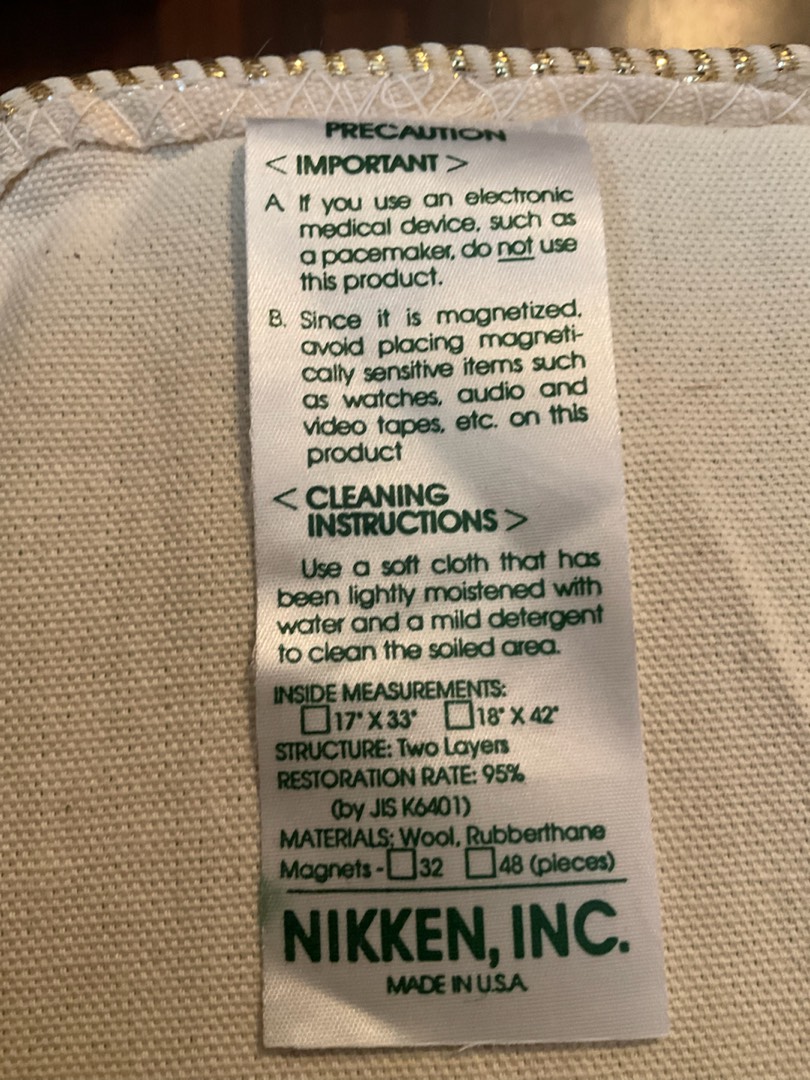 PRECAUTION
< IMPORTANT >
A. If you use an electronic
medical device, such as
a pacemaker, do not use
this product.
B. Since it is magnetized,
avoid placing magneti-
cally sensitive items such
as watches, audio and
video tapes, etc. on this
product
< CLEANING
INSTRUCTIONS >
Use a soft cloth that has
been lightly moistened with
water and a mild detergent
to clean the soiled area.
INSIDE MEASUREMENTS:
☐ 17" X 33" ☐ 18" X 42"
STRUCTURE: Two Layers
RESTORATION RATE: 95%
(by JIS K6401)
MATERIALS: Wool, Rubberthane
Magnets - ☐ 32 ☐ 48 (pieces)
NIKKEN, INC.
MADE IN U.S.A.